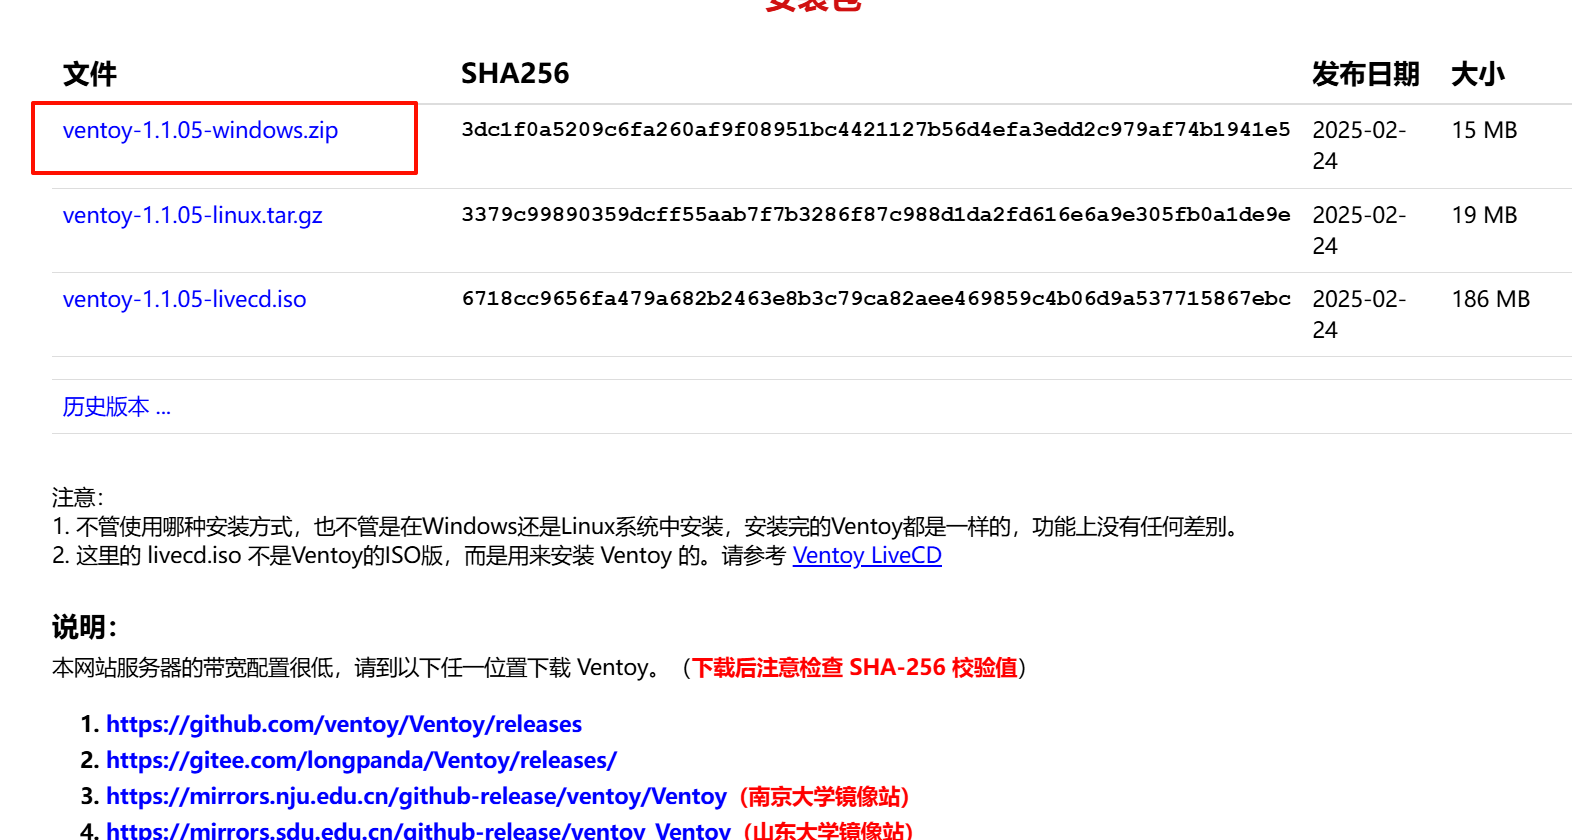 安装包
文件 SHA256 发布日期 大小
ventoy-1.1.05-windows.zip 3dc1f0a5209c6fa260af9f08951bc4421127b56d4efa3edd2c979af74b1941e5 2025-02- 15 MB
24
ventoy-1.1.05-linux.tar.gz 3379c99890359dcff55aab7f7b3286f87c988d1da2fd616e6a9e305fb0a1de9e 2025-02- 19 MB
24
ventoy-1.1.05-livecd.iso 6718cc9656fa479a682b2463e8b3c79ca82aee469859c4b06d9a537715867ebc 2025-02- 186 MB
24
历史版本 ...
注意：
1. 不管使用哪种安装方式，也不管是在Windows还是Linux系统中安装，安装完的Ventoy都是一样的，功能上没有任何差别。
2. 这里的 livecd.iso 不是Ventoy的ISO版，而是用来安装 Ventoy 的。请参考 Ventoy LiveCD
说明：
本网站服务器的带宽配置很低，请到以下任一位置下载 Ventoy。（下载后注意检查 SHA-256 校验值）
1. https://github.com/ventoy/Ventoy/releases
2. https://gitee.com/longpanda/Ventoy/releases/
3. https://mirrors.nju.edu.cn/github-release/ventoy/Ventoy（南京大学镜像站）
4. https://mirrors.sdu.edu.cn/github-release/ventoy_Ventoy（山东大学镜像站）